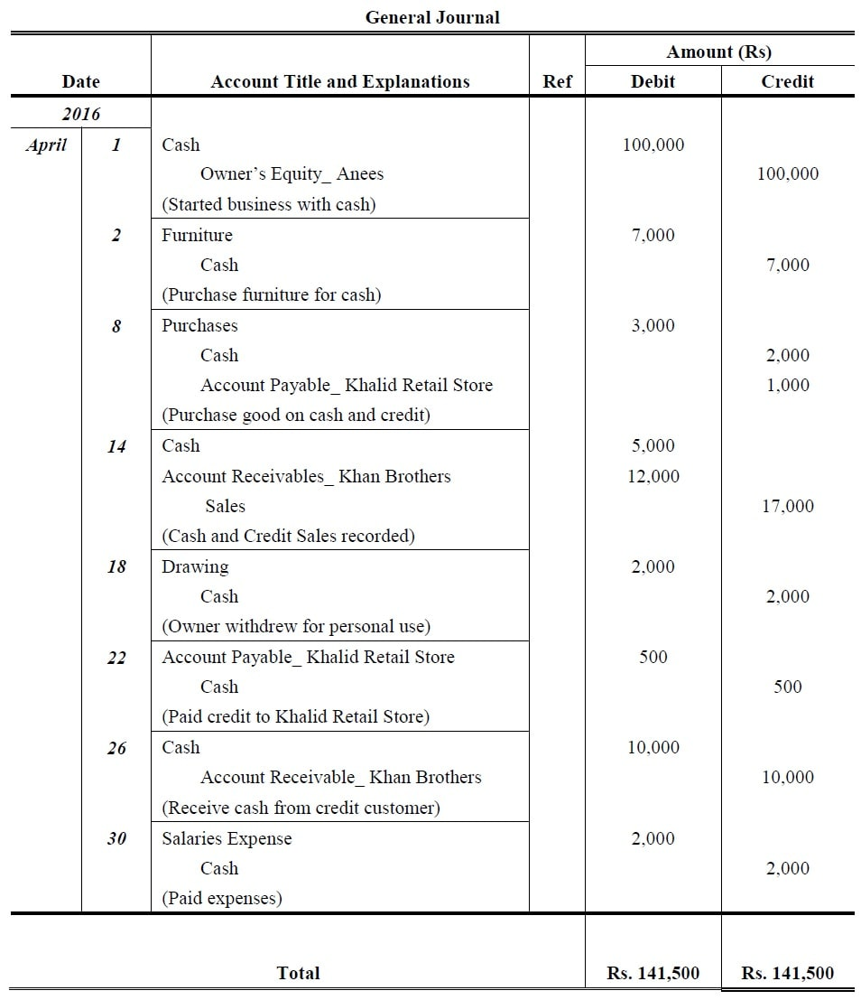 General Journal
Amount (Rs)
Date Account Title and Explanations Ref Debit Credit
2016
April 1 Cash 100,000
Owner’s Equity_ Anees 100,000
(Started business with cash)
2 Furniture 7,000
Cash 7,000
(Purchase furniture for cash)
8 Purchases 3,000
Cash 2,000
Account Payable_ Khalid Retail Store 1,000
(Purchase good on cash and credit)
14 Cash 5,000
Account Receivables_ Khan Brothers 12,000
Sales 17,000
(Cash and Credit Sales recorded)
18 Drawing 2,000
Cash 2,000
(Owner withdrew for personal use)
22 Account Payable_ Khalid Retail Store 500
Cash 500
(Paid credit to Khalid Retail Store)
26 Cash 10,000
Account Receivable_ Khan Brothers 10,000
(Receive cash from credit customer)
30 Salaries Expense 2,000
Cash 2,000
(Paid expenses)
Total Rs. 141,500 Rs. 141,500